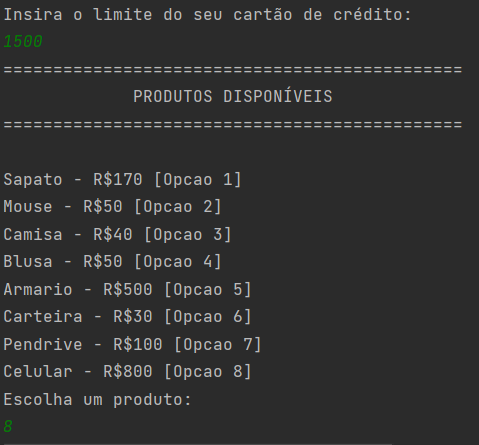 Insira o limite do seu cartão de crédito:
1500
==============================================
PRODUTOS DISPONÍVEIS
==============================================
Sapato - R$170 [Opcao 1]
Mouse - R$50 [Opcao 2]
Camisa - R$40 [Opcao 3]
Blusa - R$50 [Opcao 4]
Armario - R$500 [Opcao 5]
Carteira - R$30 [Opcao 6]
Pendrive - R$100 [Opcao 7]
Celular - R$800 [Opcao 8]
Escolha um produto:
8